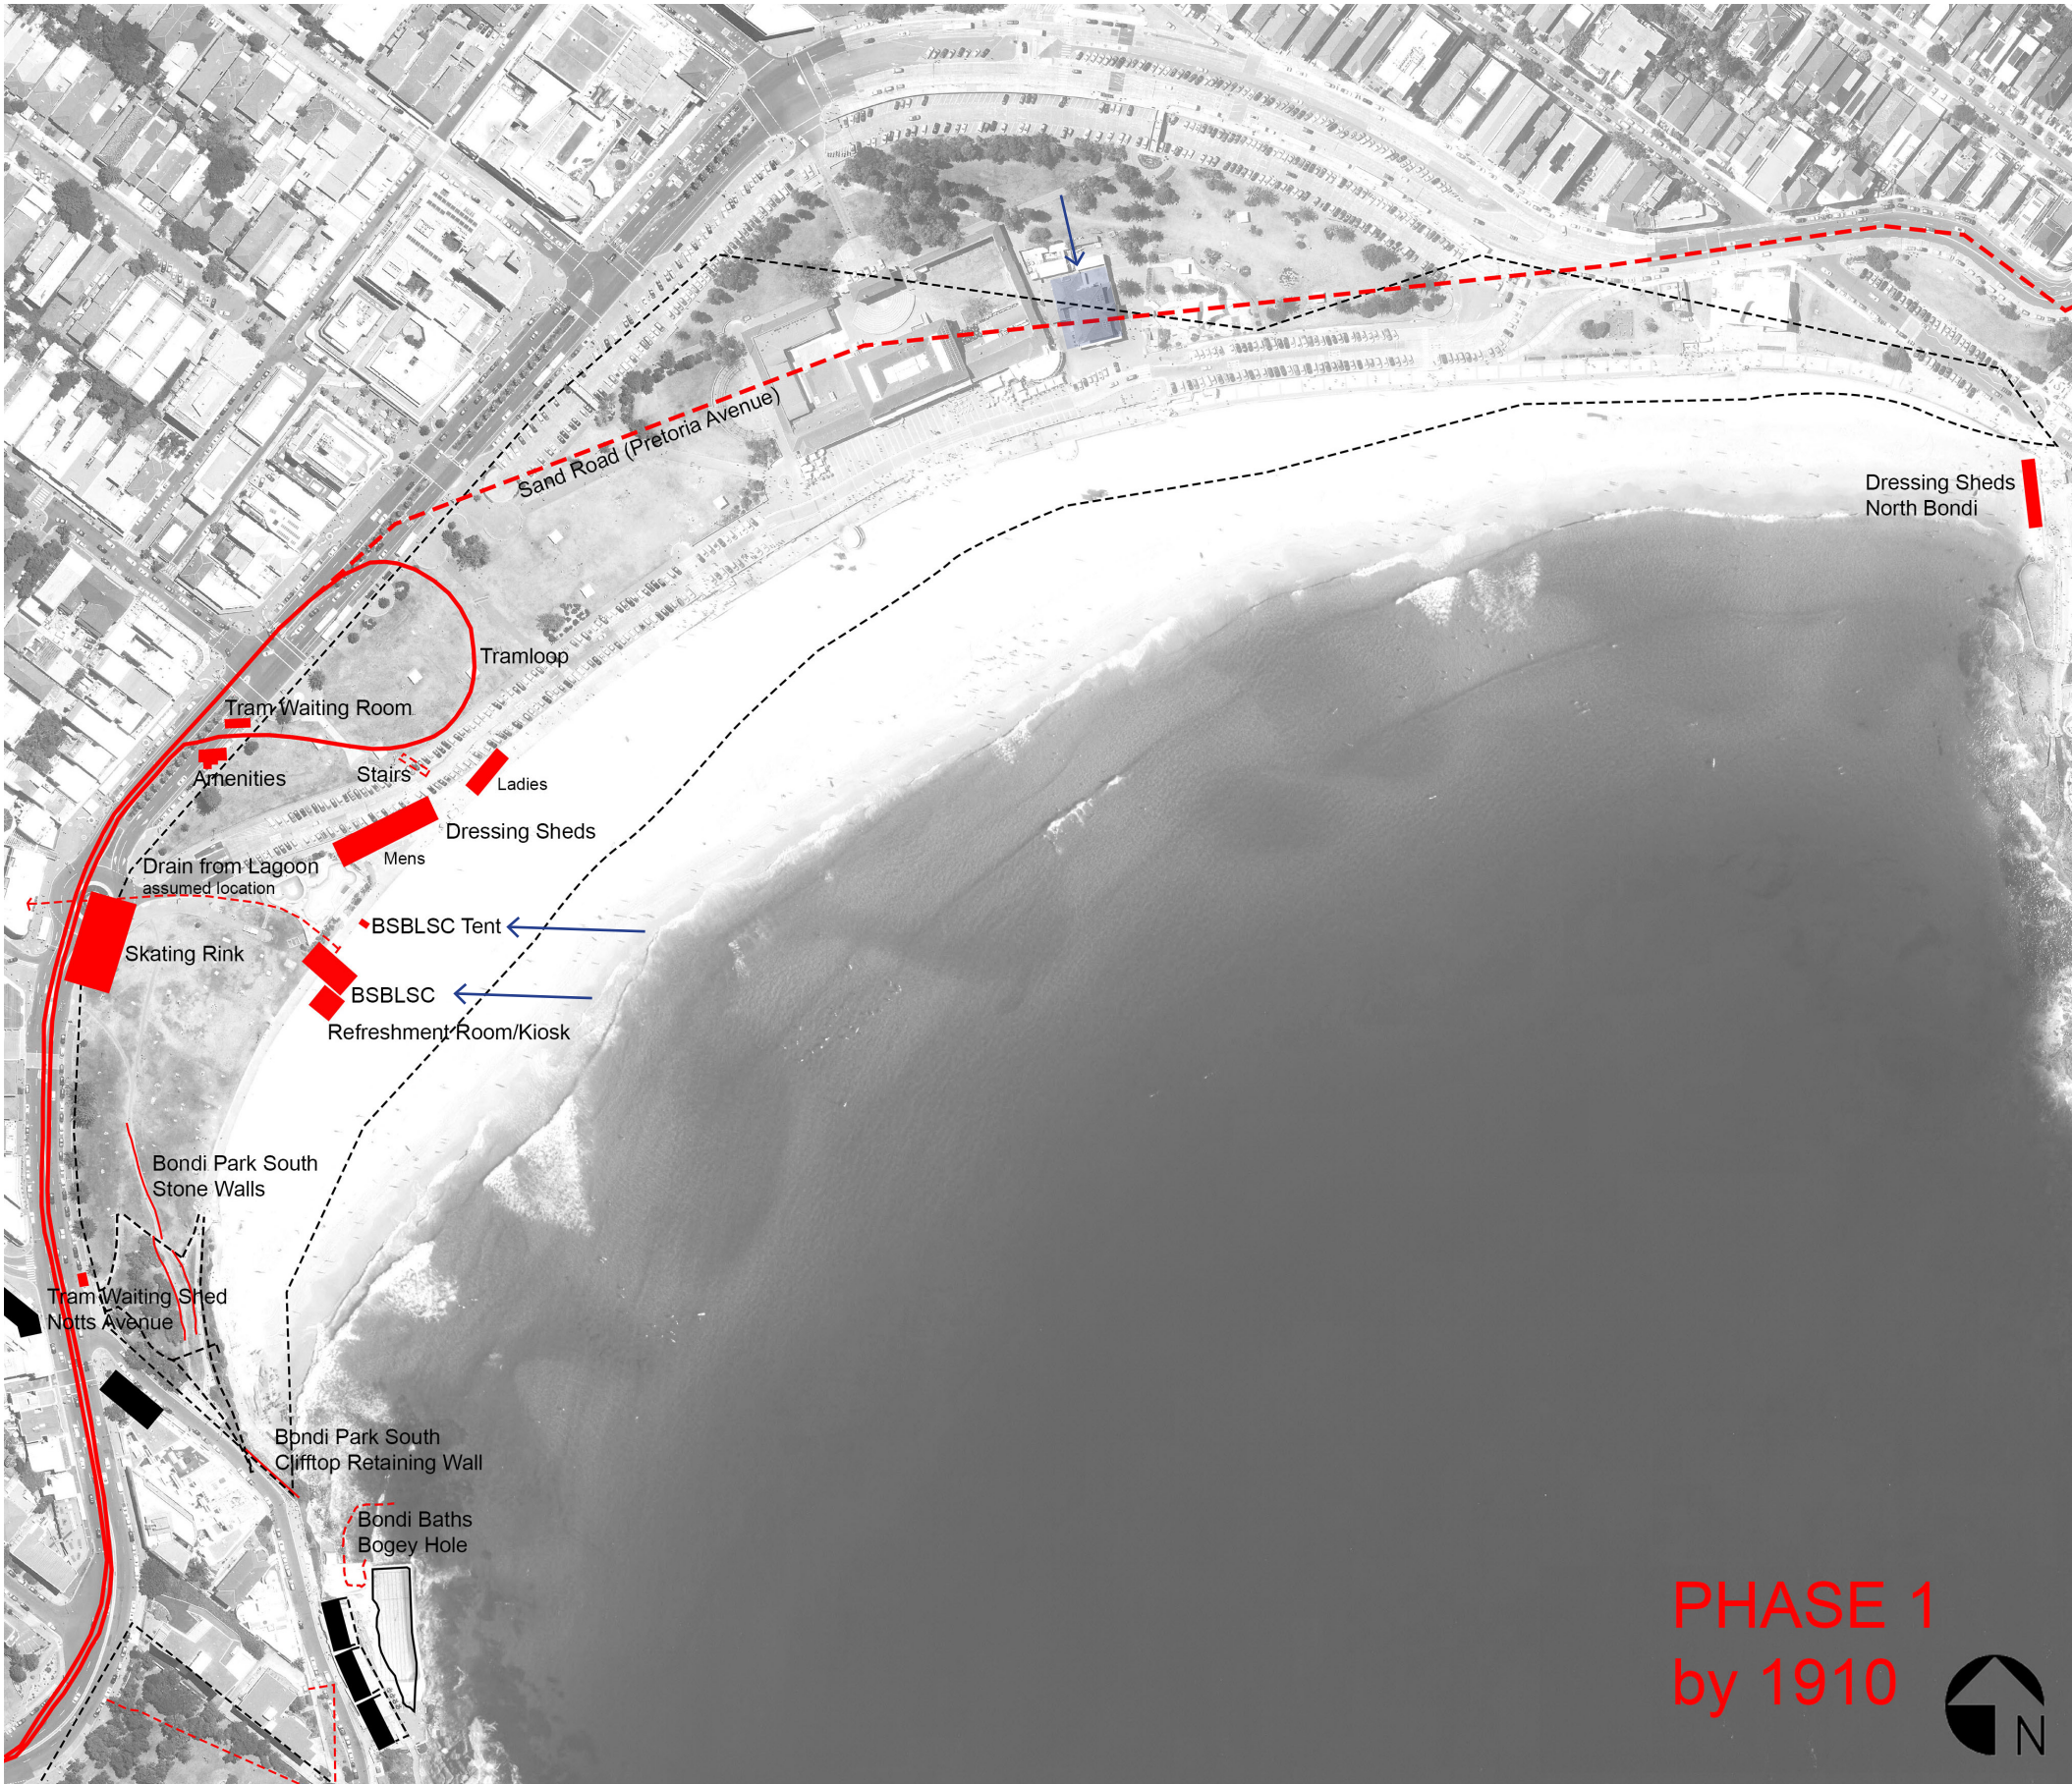 Sand Road (Pretoria Avenue)
Dressing Sheds
North Bondi
Tramloop
Tram Waiting Room
Amenities
Stairs
Ladies
Dressing Sheds
Mens
Drain from Lagoon
assumed location
BSBLSC Tent
Skating Rink
BSBLSC
Refreshment Room/Kiosk
Bondi Park South
Stone Walls
Tram Waiting Shed
Notts Avenue
Bondi Park South
Clifftop Retaining Wall
Bondi Baths
Bogey Hole
PHASE 1
by 1910
N